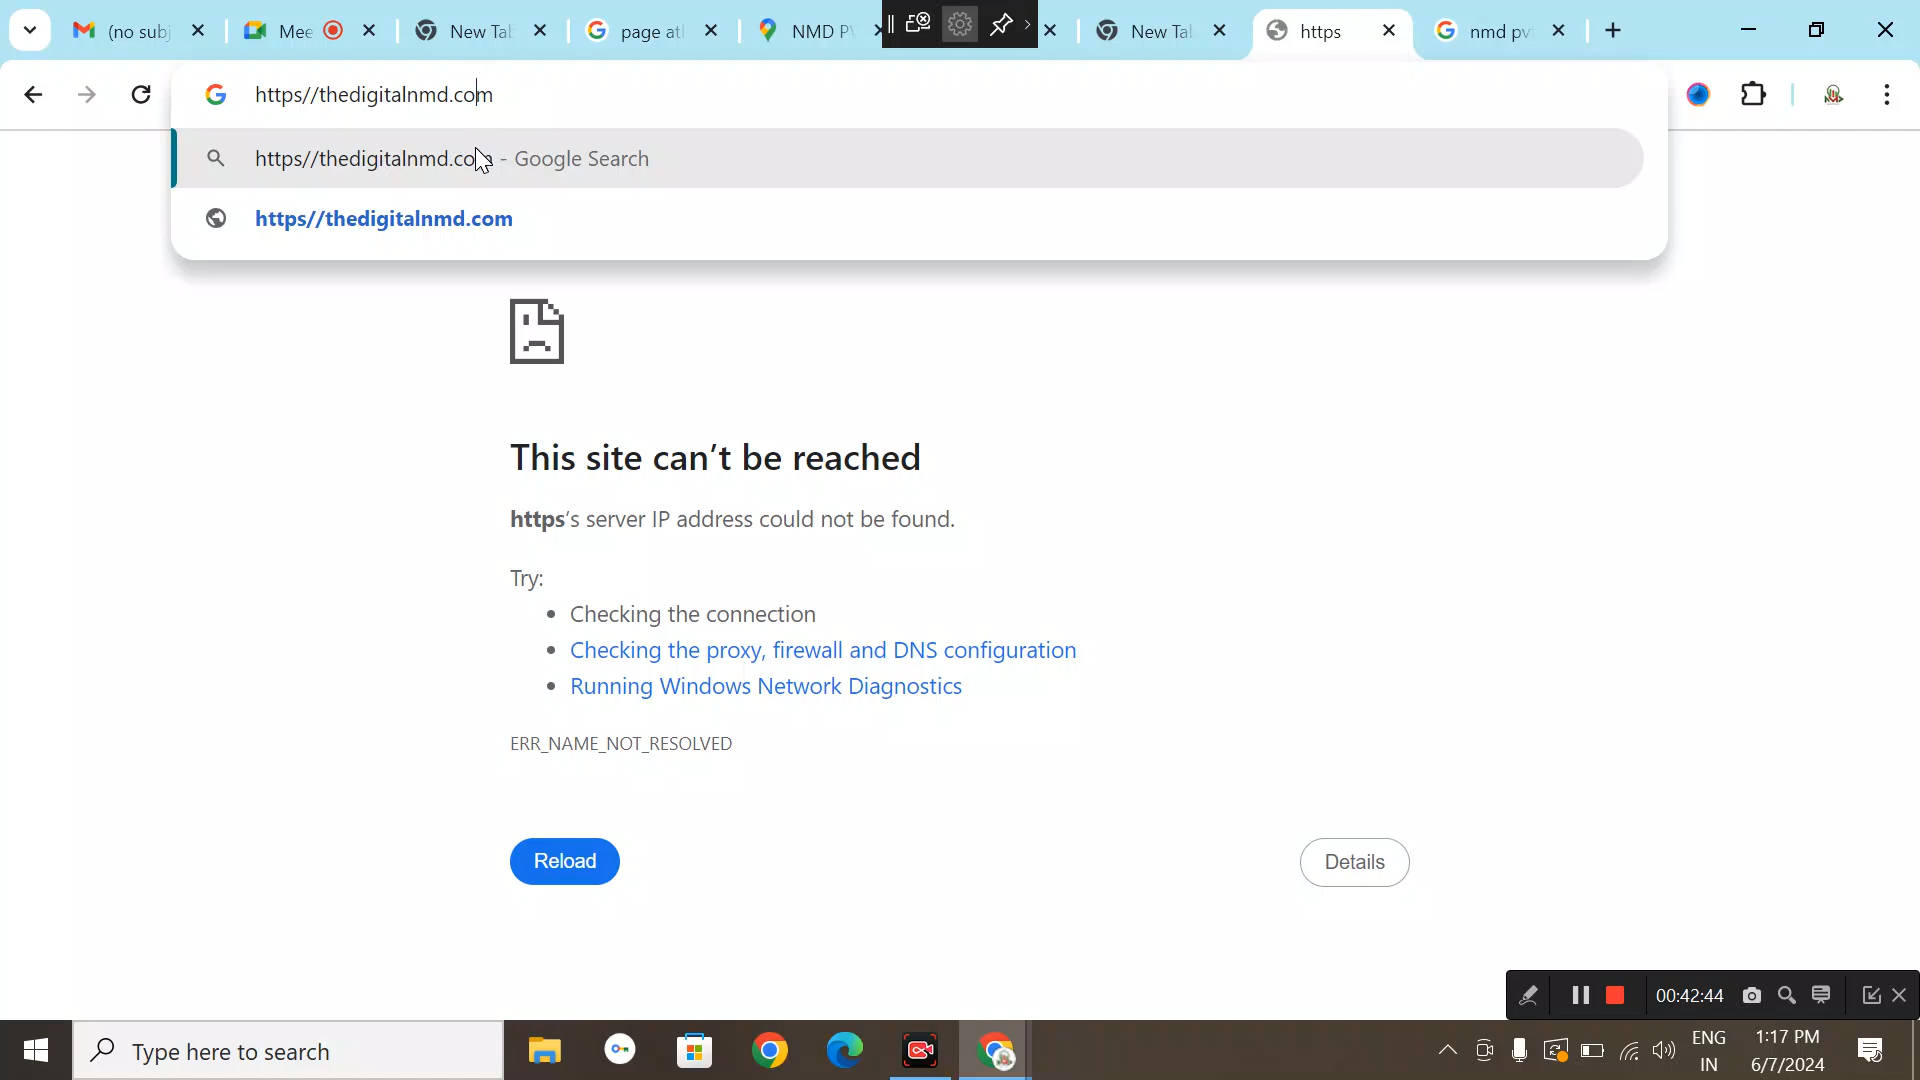 (no subj
Mee
New Tal
page atl
NMD P
New Tal
https
nmd pv
https//thedigitalnmd.com
https//thedigitalnmd.com - Google Search
https//thedigitalnmd.com
This site can't be reached
https's server IP address could not be found.
Try:
• Checking the connection
• Checking the proxy, firewall and DNS configuration
• Running Windows Network Diagnostics
ERR_NAME_NOT_RESOLVED
Reload
Details
00:42:44
Type here to search
ENG
IN
1:17 PM
6/7/2024